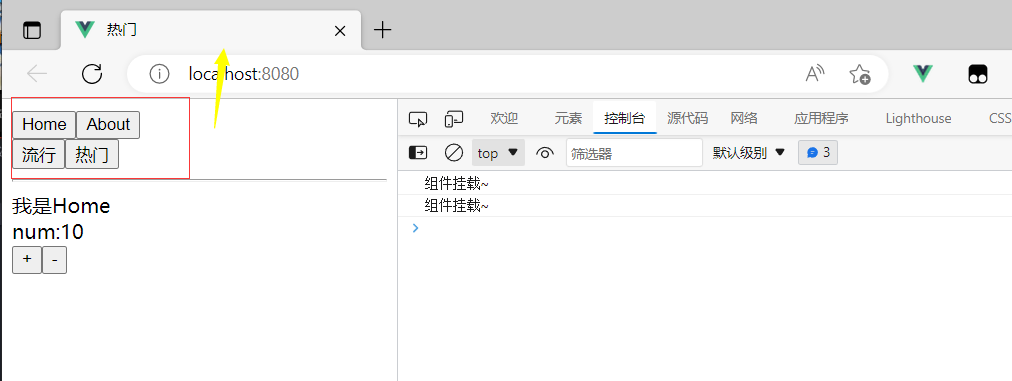 热门
localhost:8080
Home About
流行 热门
我是Home
num:10
+ -
欢迎 元素 控制台 源代码 网络 应用程序 Lighthouse CSS
top 筛选器 默认级别 3
组件挂载~
组件挂载~